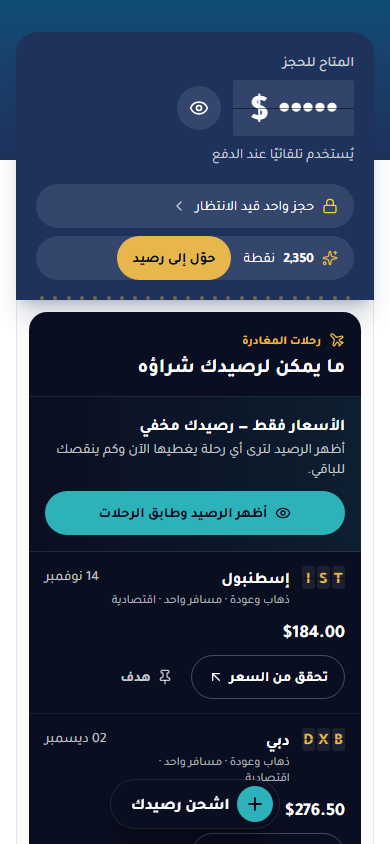 المتاح للحجز
$ •••••
يُستخدم تلقائيًا عند الدفع
حجز واحد قيد الانتظار
2,350 نقطة
حوّل إلى رصيد
رحلات المغادرة
ما يمكن لرصيدك شراؤه
الأسعار فقط — رصيدك مخفي
أظهر الرصيد لترى أي رحلة يغطيها الآن وكم ينقصك
للباقي.
أظهر الرصيد وطابق الرحلات
IST إسطنبول 14 نوفمبر
ذهاب وعودة · مسافر واحد · اقتصادية
$184.00
تحقق من السعر
هدف
DXB دبي 02 ديسمبر
ذهاب وعودة · مسافر واحد ·
اقتصادية
$276.50
اشحن رصيدك